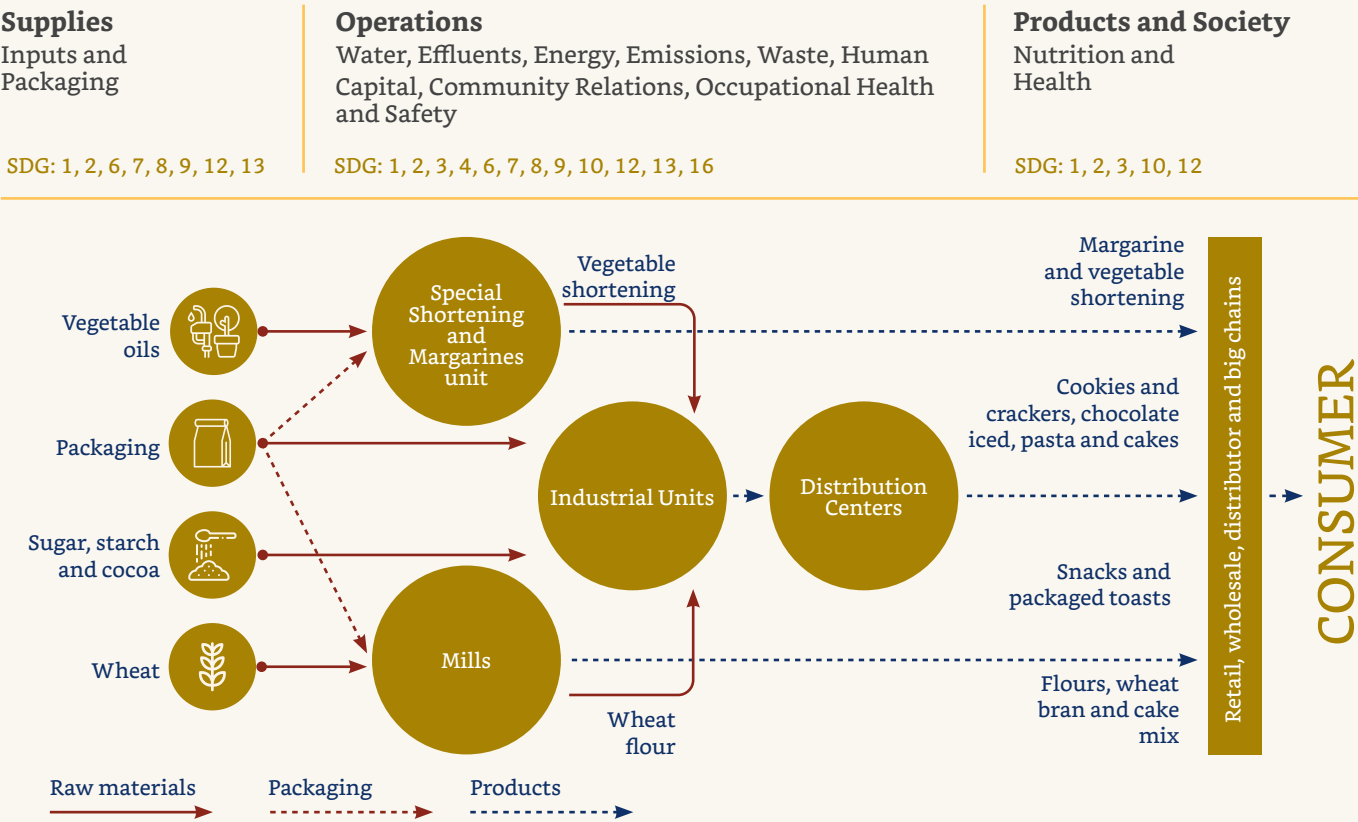 Supplies
Inputs and
Packaging
SDG: 1, 2, 6, 7, 8, 9, 12, 13
Operations
Water, Effluents, Energy, Emissions, Waste, Human
Capital, Community Relations, Occupational Health
and Safety
SDG: 1, 2, 3, 4, 6, 7, 8, 9, 10, 12, 13, 16
Products and Society
Nutrition and
Health
SDG: 1, 2, 3, 10, 12
Vegetable
oils
Packaging
Sugar, starch
and cocoa
Wheat
Special
Shortening
and
Margarines
unit
Vegetable
shortening
Mills
Wheat
flour
Industrial Units
Distribution
Centers
Margarine
and vegetable
shortening
Cookies and
crackers, chocolate
iced, pasta and cakes
Snacks and
packaged toasts
Flours, wheat
bran and cake
mix
Retail, wholesale, distributor and big chains
CONSUMER
Raw materials
Packaging
Products